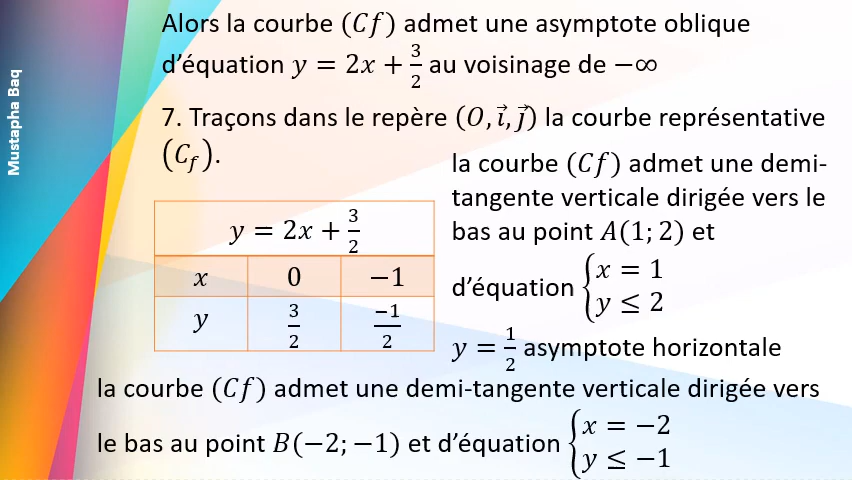 Mustapha Baq
Alors la courbe (Cf) admet une asymptote oblique
d’équation y = 2x + 3/2 au voisinage de −∞
7. Traçons dans le repère (O, i⃗, j⃗) la courbe représentative
(C_f).
la courbe (Cf) admet une demi-
tangente verticale dirigée vers le
bas au point A(1; 2) et
d’équation {x = 1
y ≤ 2
y = 1/2 asymptote horizontale
y = 2x + 3/2
x 0 −1
y 3/2 −1/2
la courbe (Cf) admet une demi-tangente verticale dirigée vers
le bas au point B(−2; −1) et d’équation {x = −2
y ≤ −1